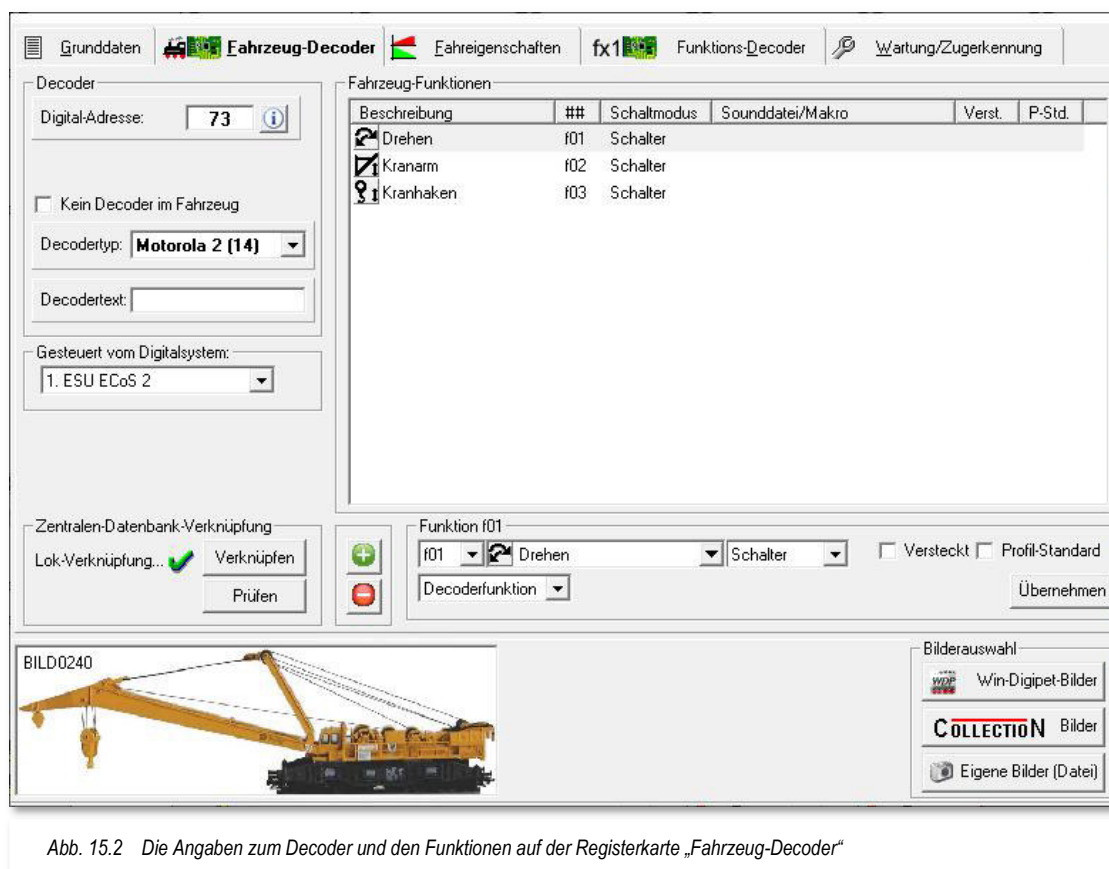 Grunddaten Fahrzeug-Decoder Fahreigenschaften fx1 Funktions-Decoder Wartung/Zugerkennung
Decoder
Digital-Adresse: 73
Kein Decoder im Fahrzeug
Decodertyp: Motorola 2 (14)
Decodertext:
Gesteuert vom Digitalsystem:
1. ESU ECoS 2
Fahrzeug-Funktionen
Beschreibung ## Schaltmodus Sounddatei/Makro Verst. P-Std.
Drehen f01 Schalter
Kranarm f02 Schalter
Kranhaken f03 Schalter
Zentralen-Datenbank-Verknüpfung
Lok-Verknüpfung... Verknüpfen
Prüfen
Funktion f01
f01 Drehen Schalter Versteckt Profil-Standard
Decoderfunktion Übernehmen
BILD0240
Bilderauswahl
WDP Win-Digipet-Bilder
COLLECTION Bilder
Eigene Bilder (Datei)
Abb. 15.2 Die Angaben zum Decoder und den Funktionen auf der Registerkarte „Fahrzeug-Decoder“